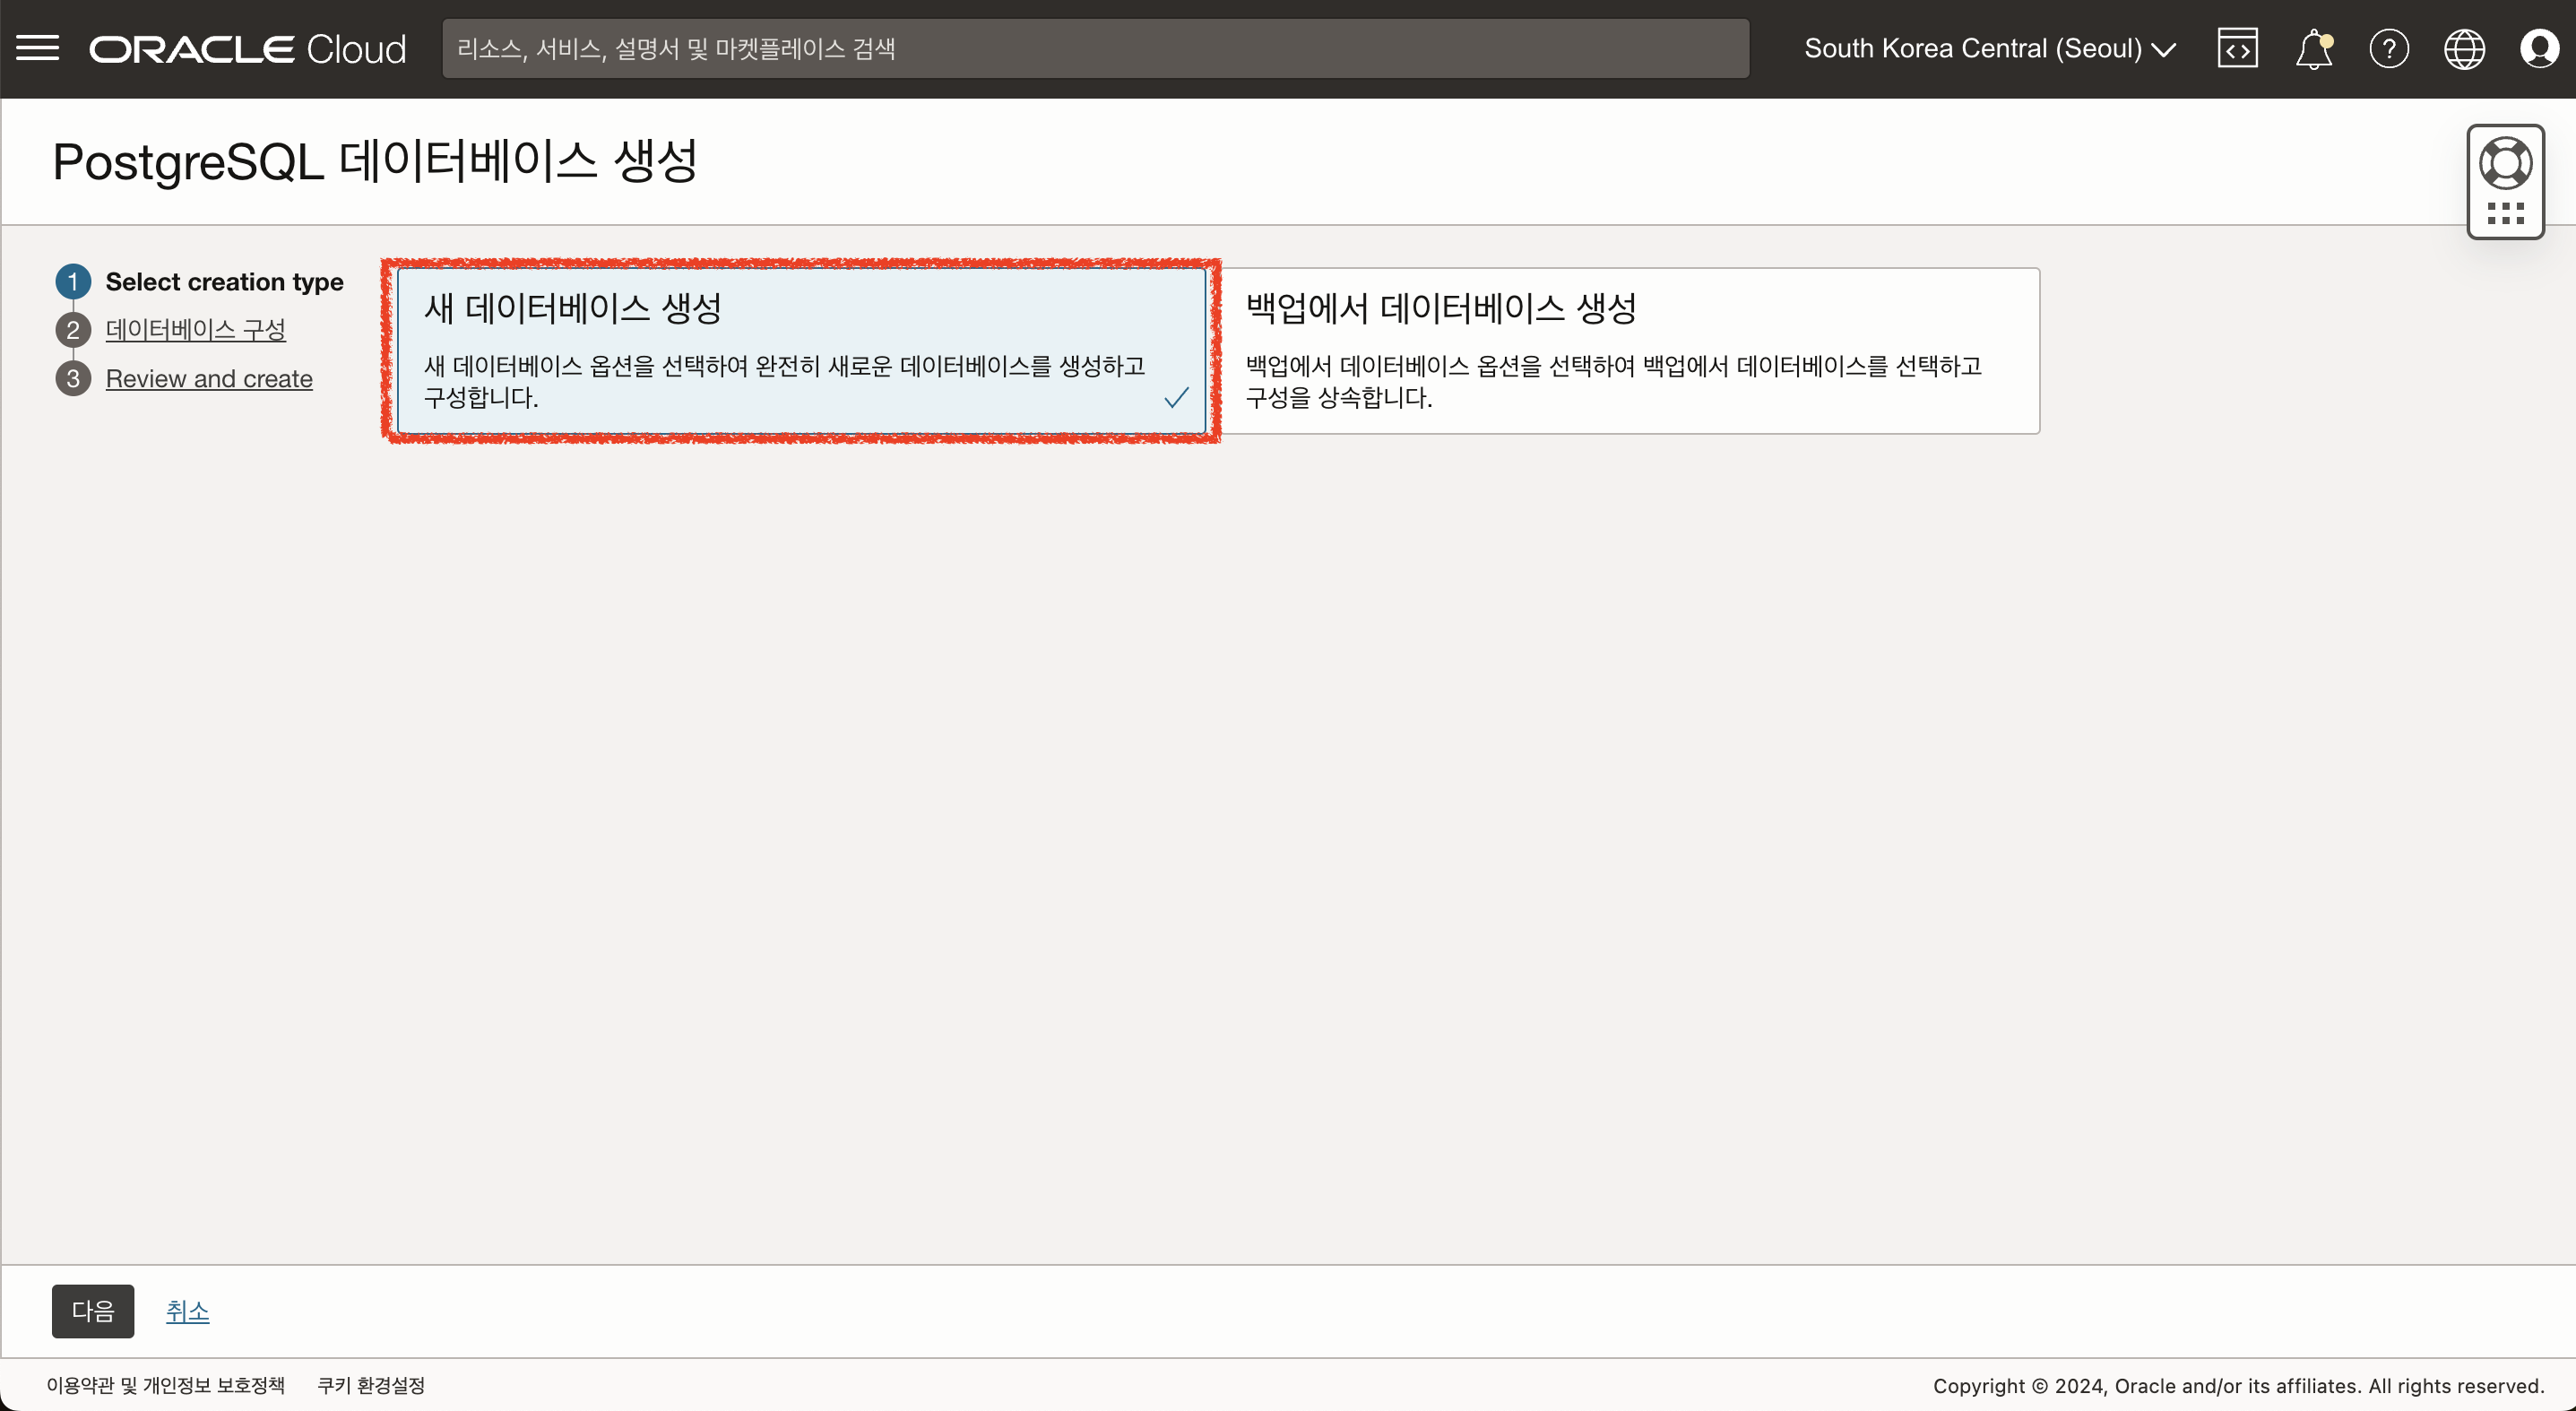 ORACLE Cloud
리소스, 서비스, 설명서 및 마켓플레이스 검색
South Korea Central (Seoul)
PostgreSQL 데이터베이스 생성
1 Select creation type
2 데이터베이스 구성
3 Review and create
새 데이터베이스 생성
새 데이터베이스 옵션을 선택하여 완전히 새로운 데이터베이스를 생성하고
구성합니다.
백업에서 데이터베이스 생성
백업에서 데이터베이스 옵션을 선택하여 백업에서 데이터베이스를 선택하고
구성을 상속합니다.
다음
취소
이용약관 및 개인정보 보호정책
쿠키 환경설정
Copyright © 2024, Oracle and/or its affiliates. All rights reserved.